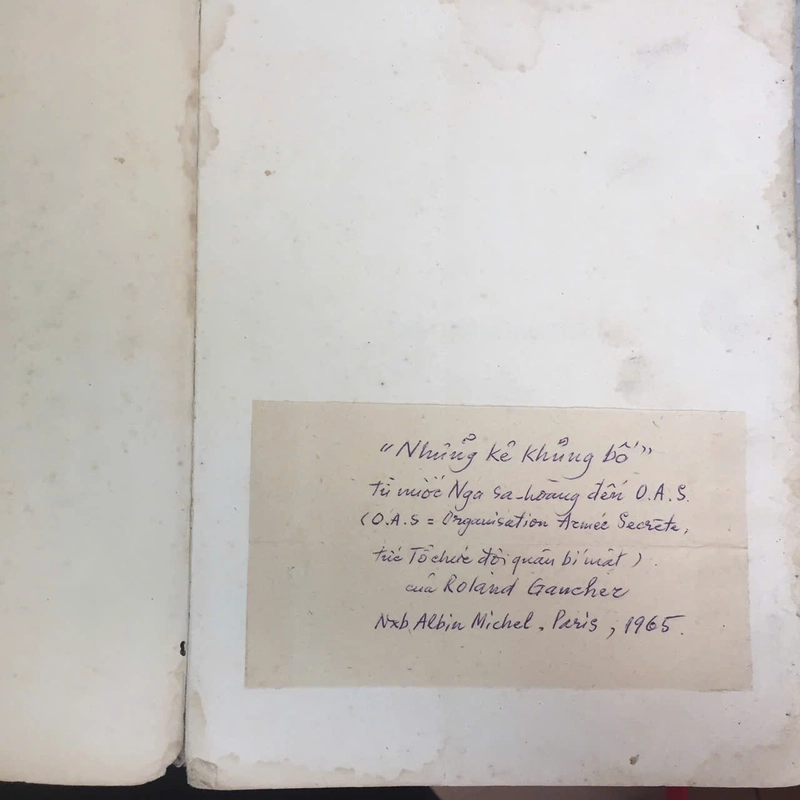 "Những kẻ khủng bố"
từ nước Nga sa-hoàng đến O.A.S.
(O.A.S = Organisation Armée Secrète,
tức Tổ chức đội quân bí mật)
của Roland Gaucher
Nxb Albin Michel, Paris, 1965.